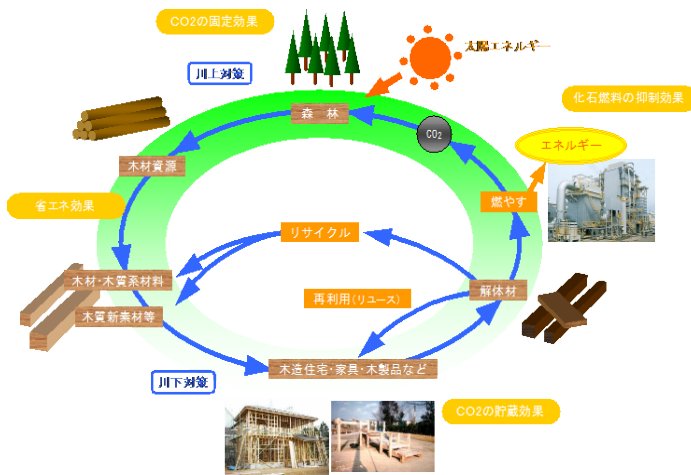 CO2の固定効果
太陽エネルギー
川上対策
化石燃料の抑制効果
森 林
CO2
エネルギー
木材資源
省エネ効果
燃やす
リサイクル
木材・木質系材料
解体材
再利用(リユース)
木質新素材等
木造住宅・家具・木製品など
川下対策
CO2の貯蔵効果